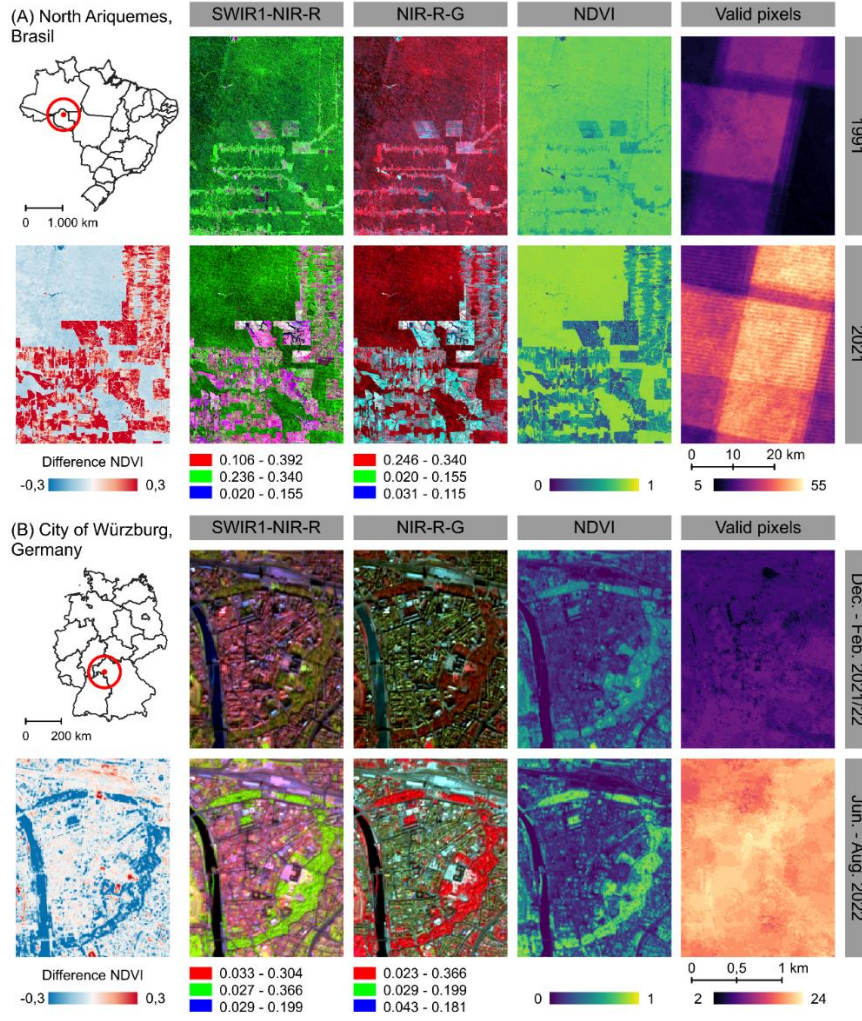 (A) North Ariquemes,
Brasil
SWIR1-NIR-R
NIR-R-G
NDVI
Valid pixels
1991
0 1.000 km
2021
Difference NDVI
-0,3 0,3
0.106 - 0.392
0.236 - 0.340
0.020 - 0.155
0.246 - 0.340
0.020 - 0.155
0.031 - 0.115
0 1
0 10 20 km
5 55
(B) City of Würzburg,
Germany
SWIR1-NIR-R
NIR-R-G
NDVI
Valid pixels
Dec. - Feb. 2021/22
0 200 km
Jun. - Aug. 2022
Difference NDVI
-0,3 0,3
0.033 - 0.304
0.027 - 0.366
0.029 - 0.199
0.023 - 0.366
0.029 - 0.199
0.043 - 0.181
0 1
0 0,5 1 km
2 24